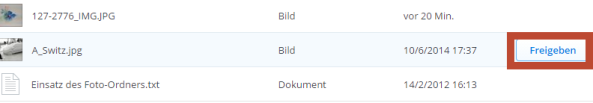 127-2776_IMG.JPG Bild vor 20 Min.
A_Switz.jpg Bild 10/6/2014 17:37 Freigeben
Einsatz des Foto-Ordners.txt Dokument 14/2/2012 16:13